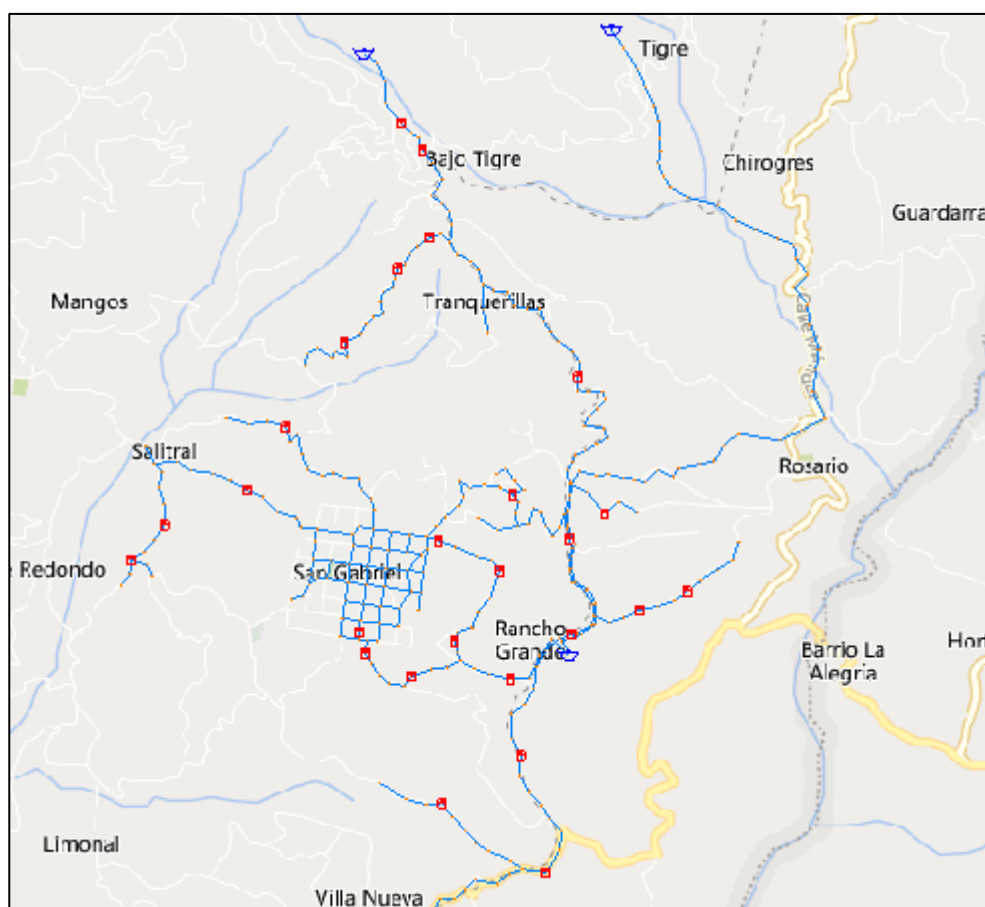 Tigre
Bajo Tigre
Chirogres
Guardarra
Mangos
Tranquerillas
Salitral
Rosario
e Redondo
San Gabriel
Rancho
Grande
Barrio La
Alegria
Hor
Limonal
Villa Nueva